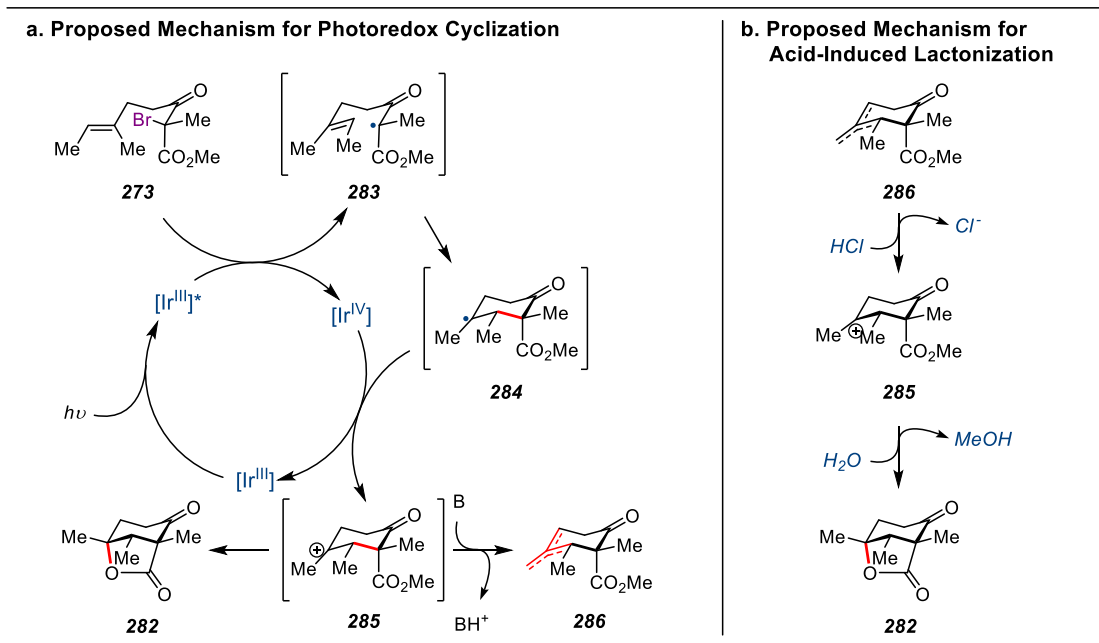 a. Proposed Mechanism for Photoredox Cyclization
O
Br
Me
Me
Me
CO2Me
273
O
Me
Me
Me
CO2Me
283
[IrIII]*
[IrIV]
hυ
[IrIII]
O
Me
Me
Me
CO2Me
284
O
Me
Me
Me
O
O
282
O
Me
Me
Me
CO2Me
285
B
BH+
O
Me
Me
CO2Me
286
b. Proposed Mechanism for
Acid-Induced Lactonization
O
Me
Me
CO2Me
286
HCl
Cl-
O
Me
Me
Me
CO2Me
285
H2O
MeOH
O
Me
Me
Me
O
O
282